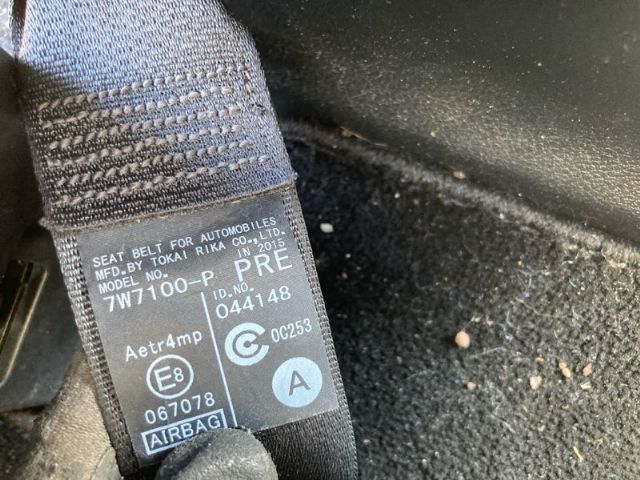 SEAT BELT FOR AUTOMOBILES
MFD.BY TOKAI RIKA CO.,LTD.
MODEL NO. IN 2015
7W7100-P PRE
ID.NO.
044148
Aetr4mp
E8
067078
AIRBAG
CC 0C253
A